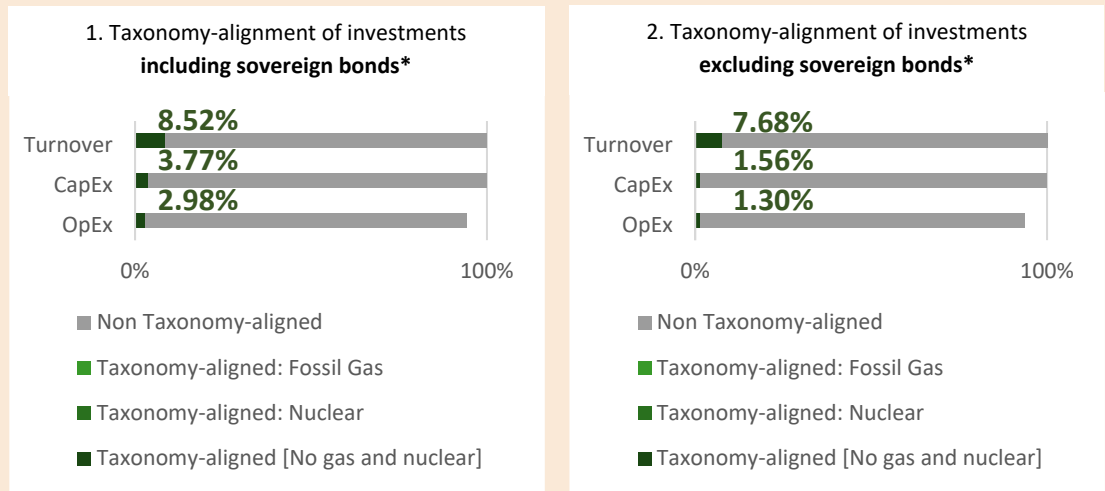 1. Taxonomy-alignment of investments
including sovereign bonds*
8.52%
Turnover
3.77%
CapEx
2.98%
OpEx
0% 100%
Non Taxonomy-aligned
Taxonomy-aligned: Fossil Gas
Taxonomy-aligned: Nuclear
Taxonomy-aligned [No gas and nuclear]
2. Taxonomy-alignment of investments
excluding sovereign bonds*
7.68%
Turnover
1.56%
CapEx
1.30%
OpEx
0% 100%
Non Taxonomy-aligned
Taxonomy-aligned: Fossil Gas
Taxonomy-aligned: Nuclear
Taxonomy-aligned [No gas and nuclear]